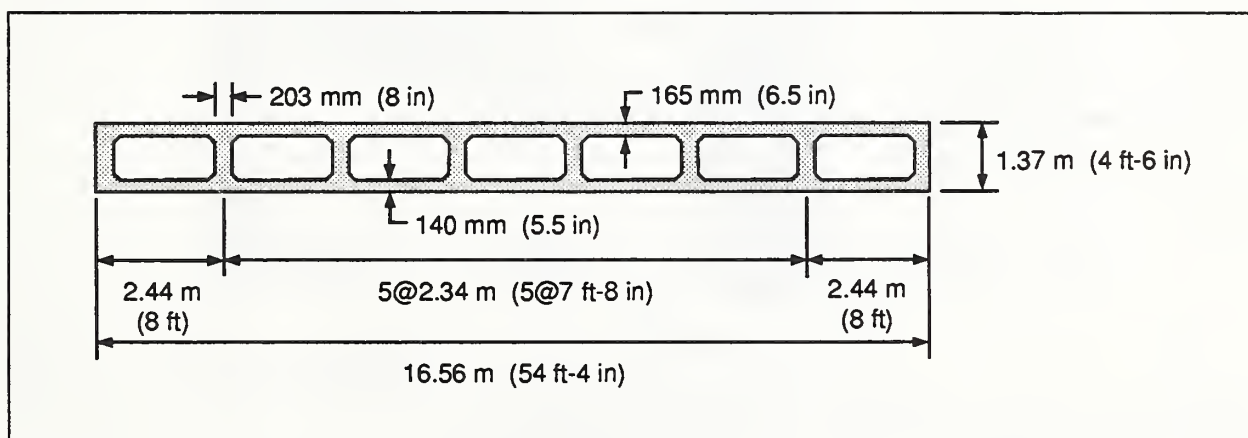 203 mm (8 in)
165 mm (6.5 in)
1.37 m (4 ft-6 in)
140 mm (5.5 in)
2.44 m
(8 ft)
5@2.34 m (5@7 ft-8 in)
2.44 m
(8 ft)
16.56 m (54 ft-4 in)